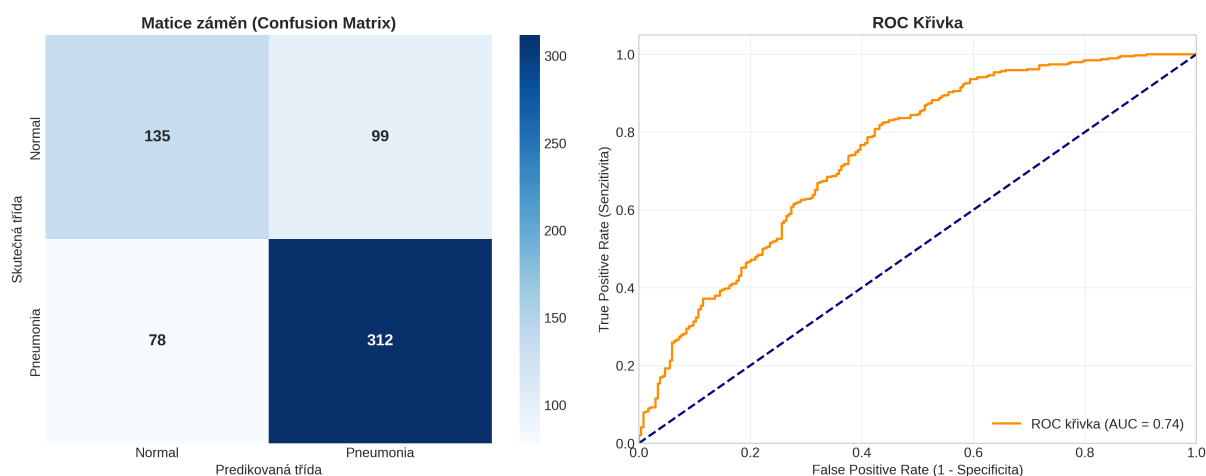 Matice záměn (Confusion Matrix)
Skutečná třída
Normal
Pneumonia
135
99
78
312
Normal
Pneumonia
Predikovaná třída
300
250
200
150
100
ROC Křivka
True Positive Rate (Senzitivita)
1.0
0.8
0.6
0.4
0.2
0.0
ROC křivka (AUC = 0.74)
0.0
0.2
0.4
0.6
0.8
1.0
False Positive Rate (1 - Specificita)